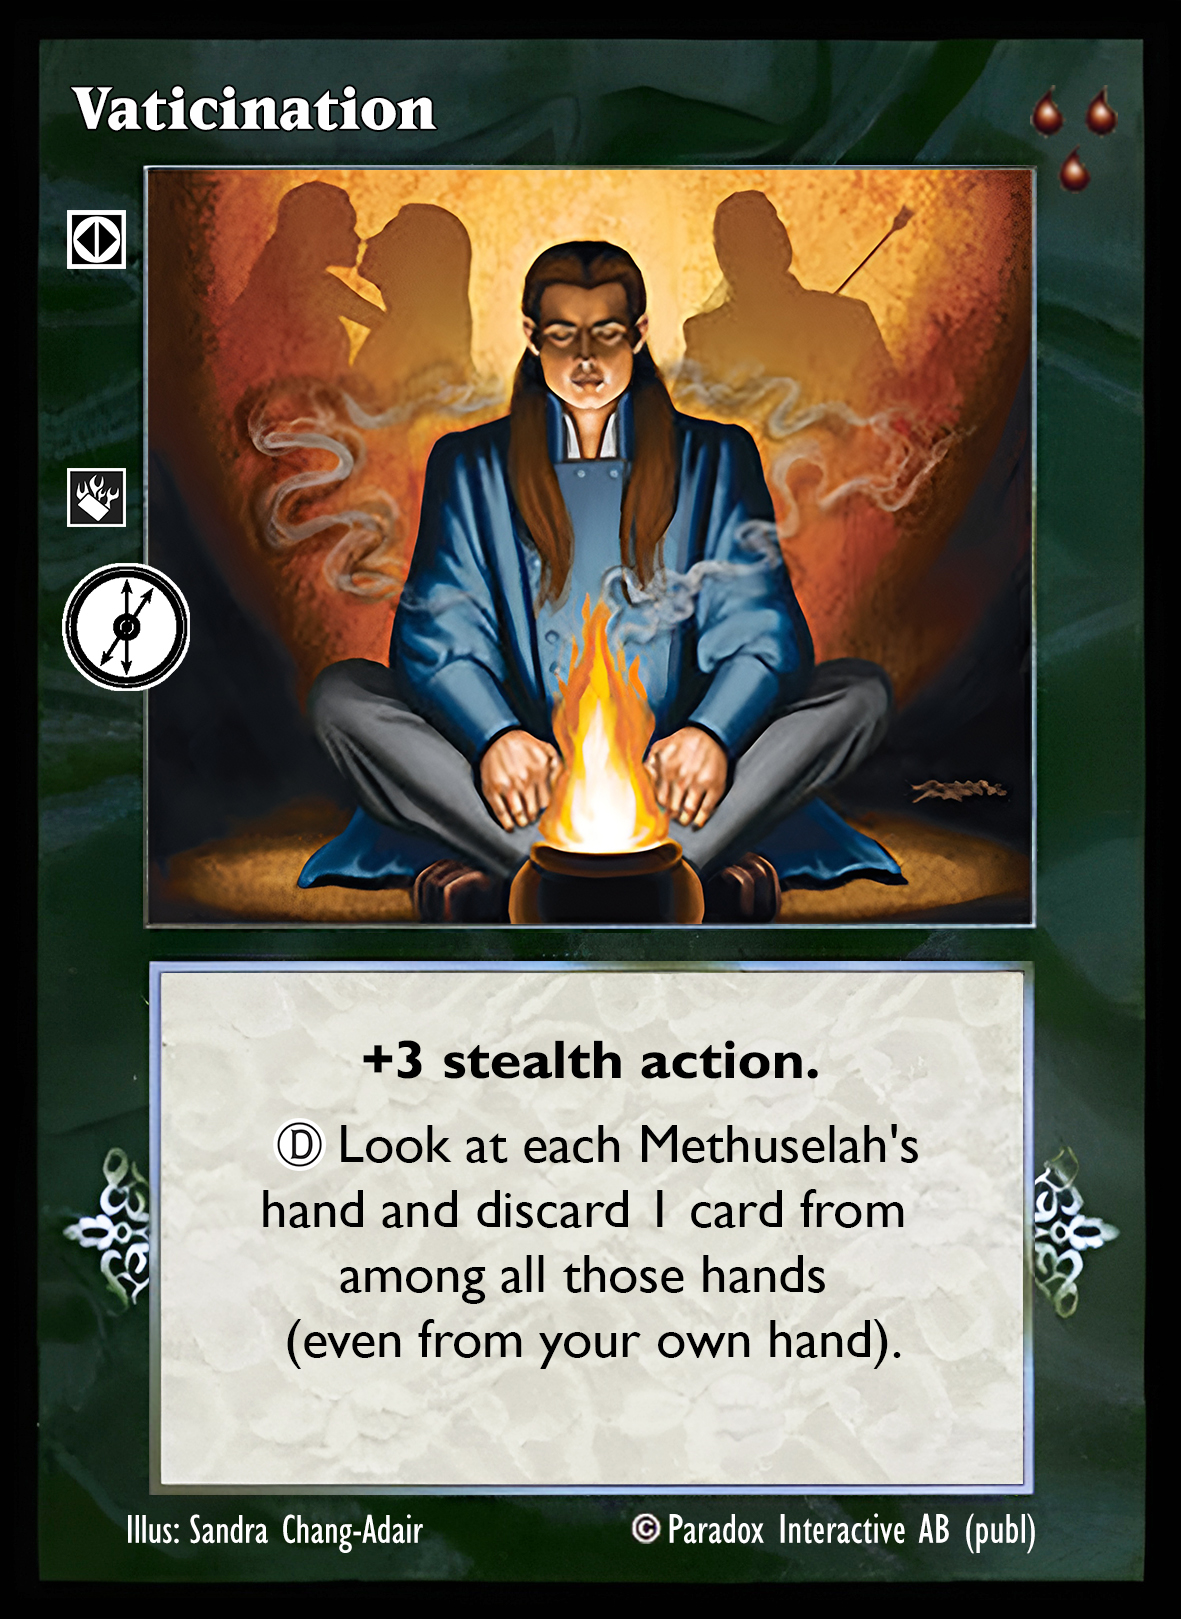 Vaticination
+3 stealth action.
Ⓓ Look at each Methuselah's
hand and discard 1 card from
among all those hands
(even from your own hand).
Illus: Sandra Chang-Adair
© Paradox Interactive AB (publ)